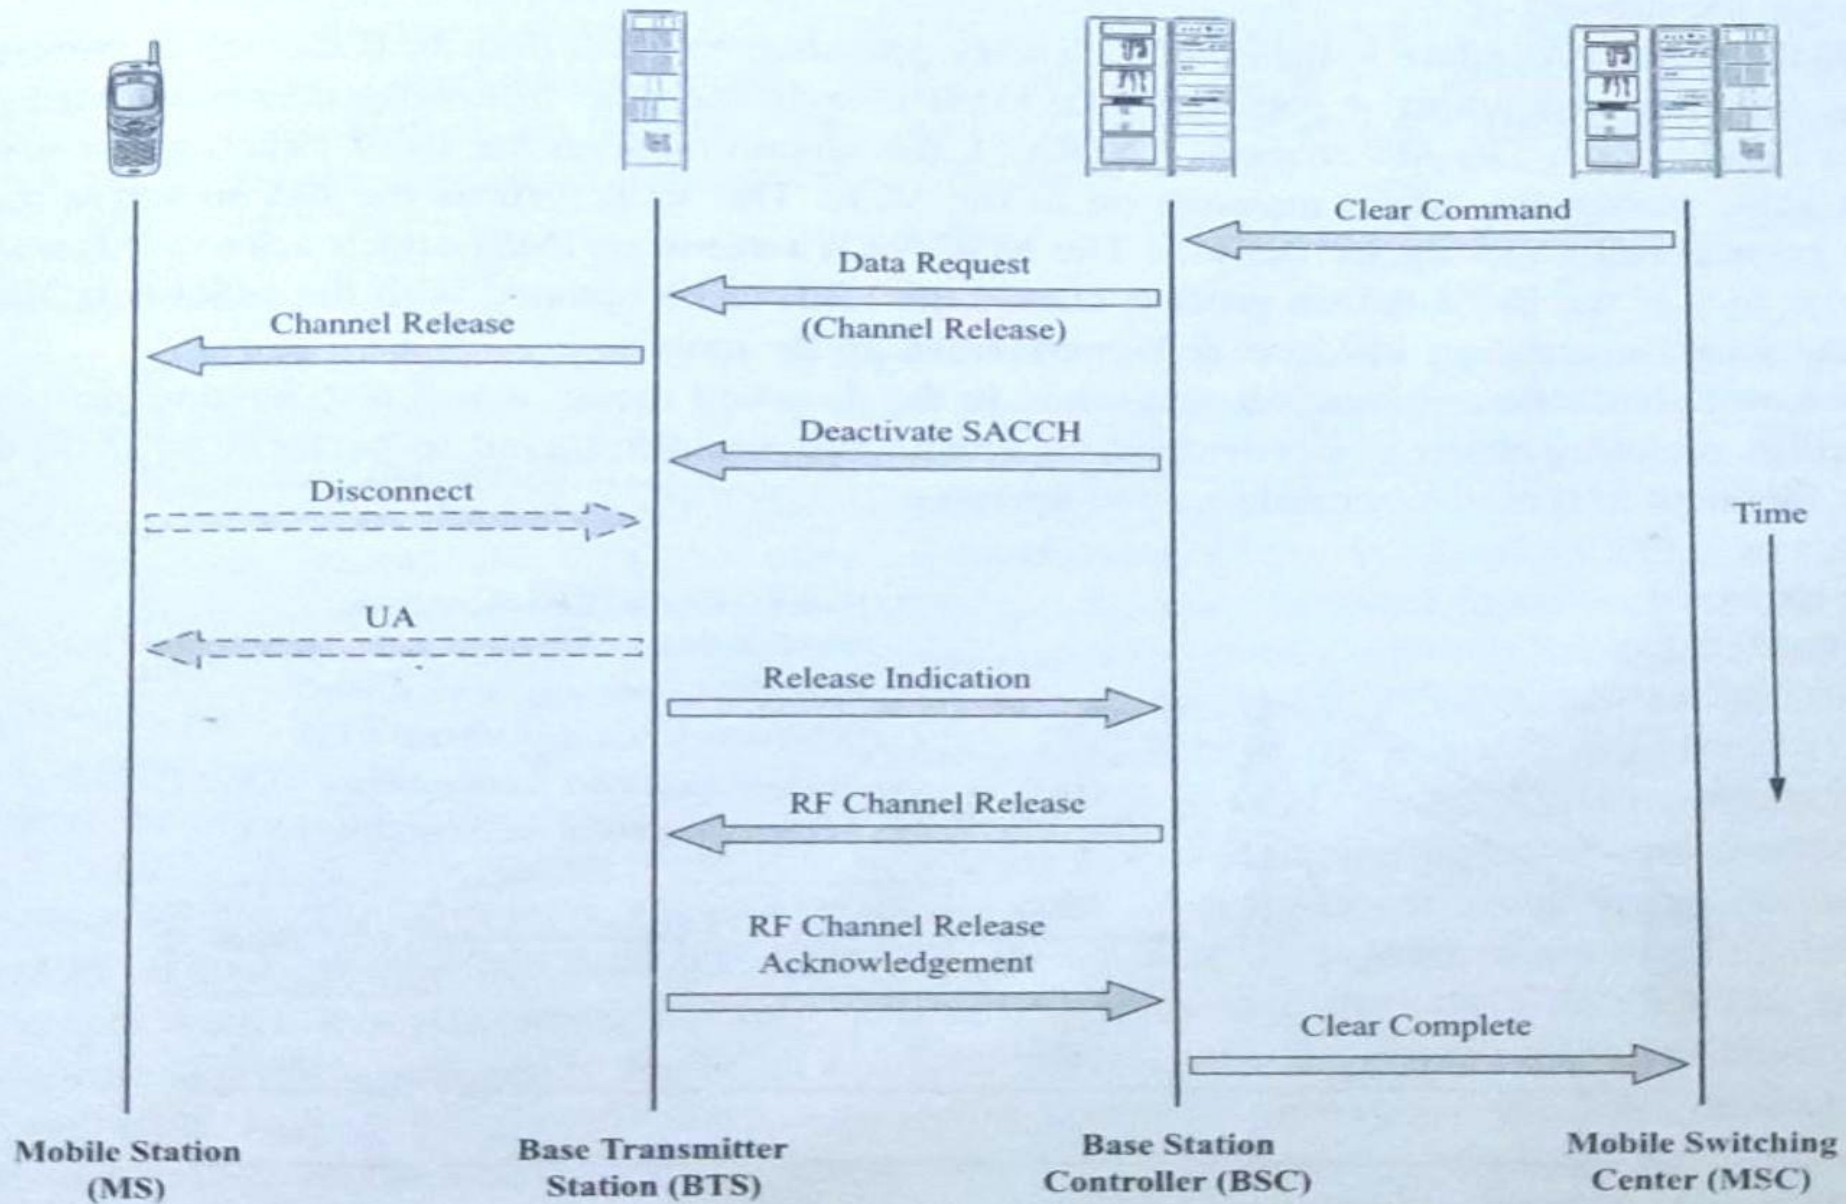 Clear Command
Data Request
(Channel Release)
Channel Release
Deactivate SACCH
Disconnect
Time
UA
Release Indication
RF Channel Release
RF Channel Release
Acknowledgement
Clear Complete
Mobile Station
(MS)
Base Transmitter
Station (BTS)
Base Station
Controller (BSC)
Mobile Switching
Center (MSC)